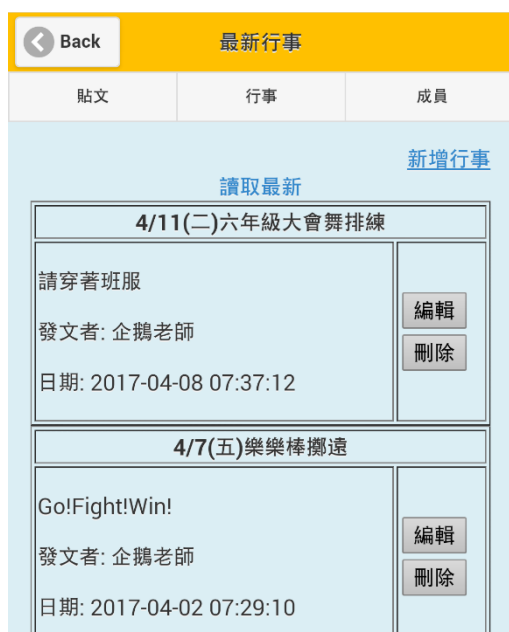 Back
最新行事
貼文
行事
成員
新增行事
讀取最新
4/11(二)六年級大會舞排練
請穿著班服
發文者: 企鵝老師
日期: 2017-04-08 07:37:12
編輯
刪除
4/7(五)樂樂棒擲遠
Go!Fight!Win!
發文者: 企鵝老師
日期: 2017-04-02 07:29:10
編輯
刪除